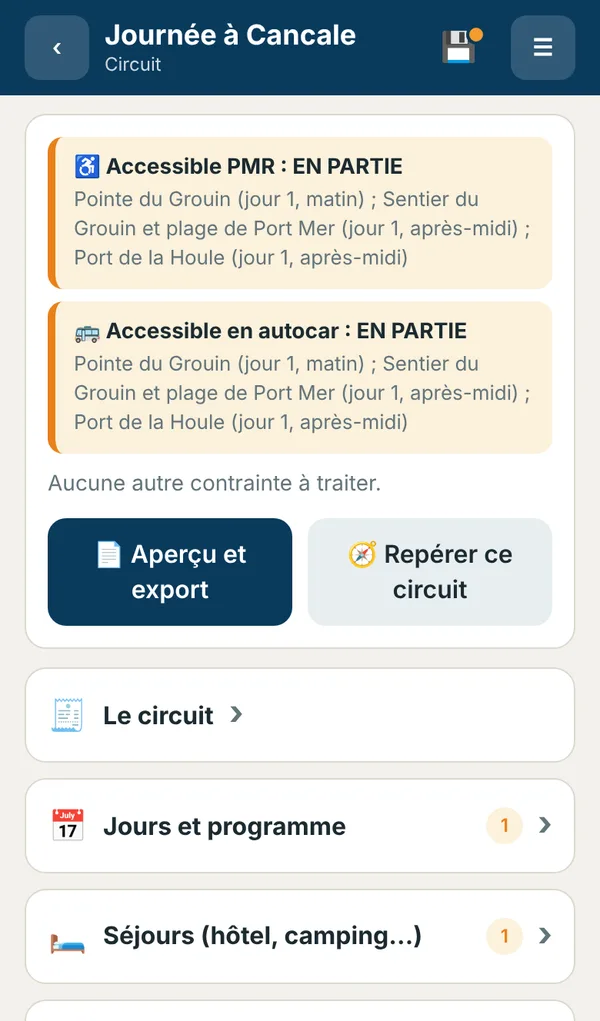 Journée à Cancale
Circuit
Accessible PMR : EN PARTIE
Pointe du Grouin (jour 1, matin) ; Sentier du
Grouin et plage de Port Mer (jour 1, après-midi) ;
Port de la Houle (jour 1, après-midi)
Accessible en autocar : EN PARTIE
Pointe du Grouin (jour 1, matin) ; Sentier du
Grouin et plage de Port Mer (jour 1, après-midi) ;
Port de la Houle (jour 1, après-midi)
Aucune autre contrainte à traiter.
Aperçu et
export
Repérer ce
circuit
Le circuit
July
17
Jours et programme
1
Séjours (hôtel, camping...)
1